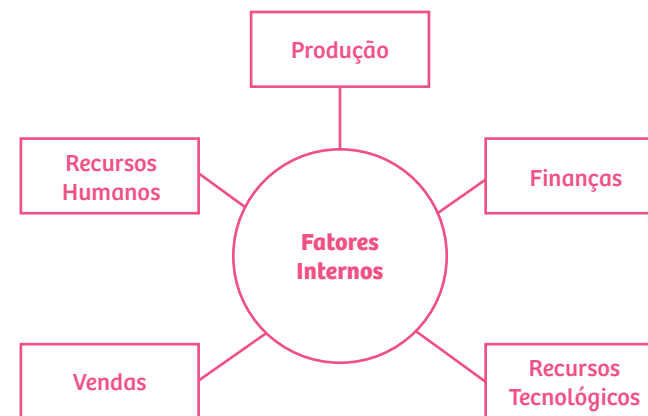 Produção
Recursos
Humanos
Finanças
Fatores
Internos
Vendas
Recursos
Tecnológicos